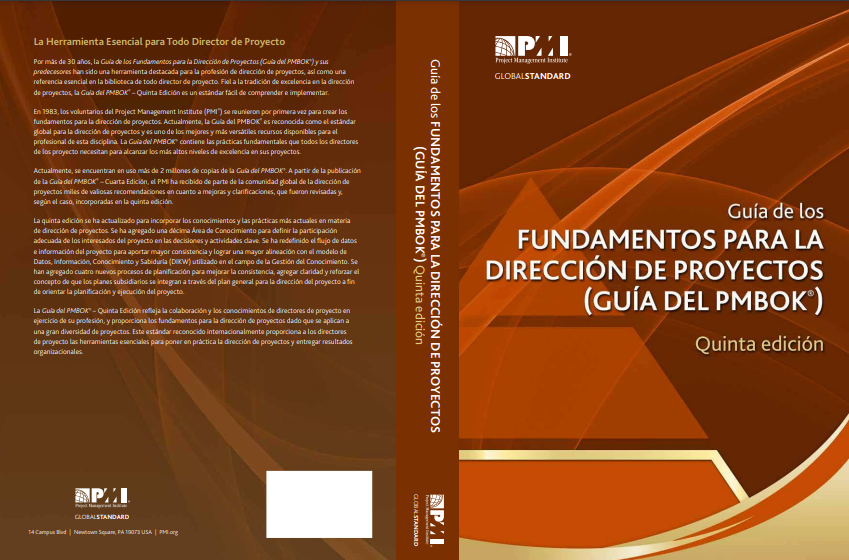 La Herramienta Esencial para Todo Director de Proyecto
Por más de 30 años, la Guía de los Fundamentos para la Dirección de Proyectos (Guía del PMBOK®) y sus
predecesores han sido una herramienta destacada para la profesión de dirección de proyectos, así como una
referencia esencial en la biblioteca de todo director de proyecto. Fiel a la tradición de excelencia en la dirección
de proyectos, la Guía del PMBOK® – Quinta Edición es un estándar fácil de comprender e implementar.
En 1983, los voluntarios del Project Management Institute (PMI®) se reunieron por primera vez para crear los
fundamentos para la dirección de proyectos. Actualmente, la Guía del PMBOK® es reconocida como el estándar
global para la dirección de proyectos y es uno de los mejores y más versátiles recursos disponibles para el
profesional de esta disciplina. La Guía del PMBOK® contiene las prácticas fundamentales que todos los directores
de proyecto necesitan para alcanzar los más altos niveles de excelencia en sus proyectos.
Actualmente, se encuentran en uso más de 2 millones de copias de la Guía del PMBOK®. A partir de la publicación
de la Guía del PMBOK® – Cuarta Edición, el PMI ha recibido de parte de la comunidad global de la dirección de
proyectos miles de valiosas recomendaciones en cuanto a mejoras y clarificaciones, que fueron revisadas y,
según el caso, incorporadas en la quinta edición.
La quinta edición se ha actualizado para incorporar los conocimientos y las prácticas más actuales en materia
de dirección de proyectos. Se ha agregado una décima Área de Conocimiento para definir la participación
adecuada de los interesados del proyecto en las decisiones y actividades clave. Se ha redefinido el flujo de datos
e información del proyecto para aportar mayor consistencia y lograr una mayor alineación con el modelo de
Datos, Información, Conocimiento y Sabiduría (DIKW) utilizado en el campo de la Gestión del Conocimiento. Se
han agregado cuatro nuevos procesos de planificación para mejorar la consistencia, agregar claridad y reforzar el
concepto de que los planes subsidiarios se integran a través del plan general para la dirección del proyecto a fin
de orientar la planificación y ejecución del proyecto.
La Guía del PMBOK® – Quinta Edición refleja la colaboración y los conocimientos de directores de proyecto en
ejercicio de su profesión, y proporciona los fundamentos para la dirección de proyectos dado que se aplican a
una gran diversidad de proyectos. Este estándar reconocido internacionalmente proporciona a los directores
de proyecto las herramientas esenciales para poner en práctica la dirección de proyectos y entregar resultados
organizacionales.
PMI®
Project Management Institute
GLOBALSTANDARD
14 Campus Blvd | Newtown Square, PA 19073 USA | PMI.org
Guía de los FUNDAMENTOS PARA LA DIRECCIÓN DE PROYECTOS
(GUÍA DEL PMBOK®) Quinta edición
PMI®
Project Management Institute
GLOBALSTANDARD
PMI®
Project Management Institute
GLOBALSTANDARD
Guía de los
FUNDAMENTOS PARA LA
DIRECCIÓN DE PROYECTOS
(GUÍA DEL PMBOK®)
Quinta edición